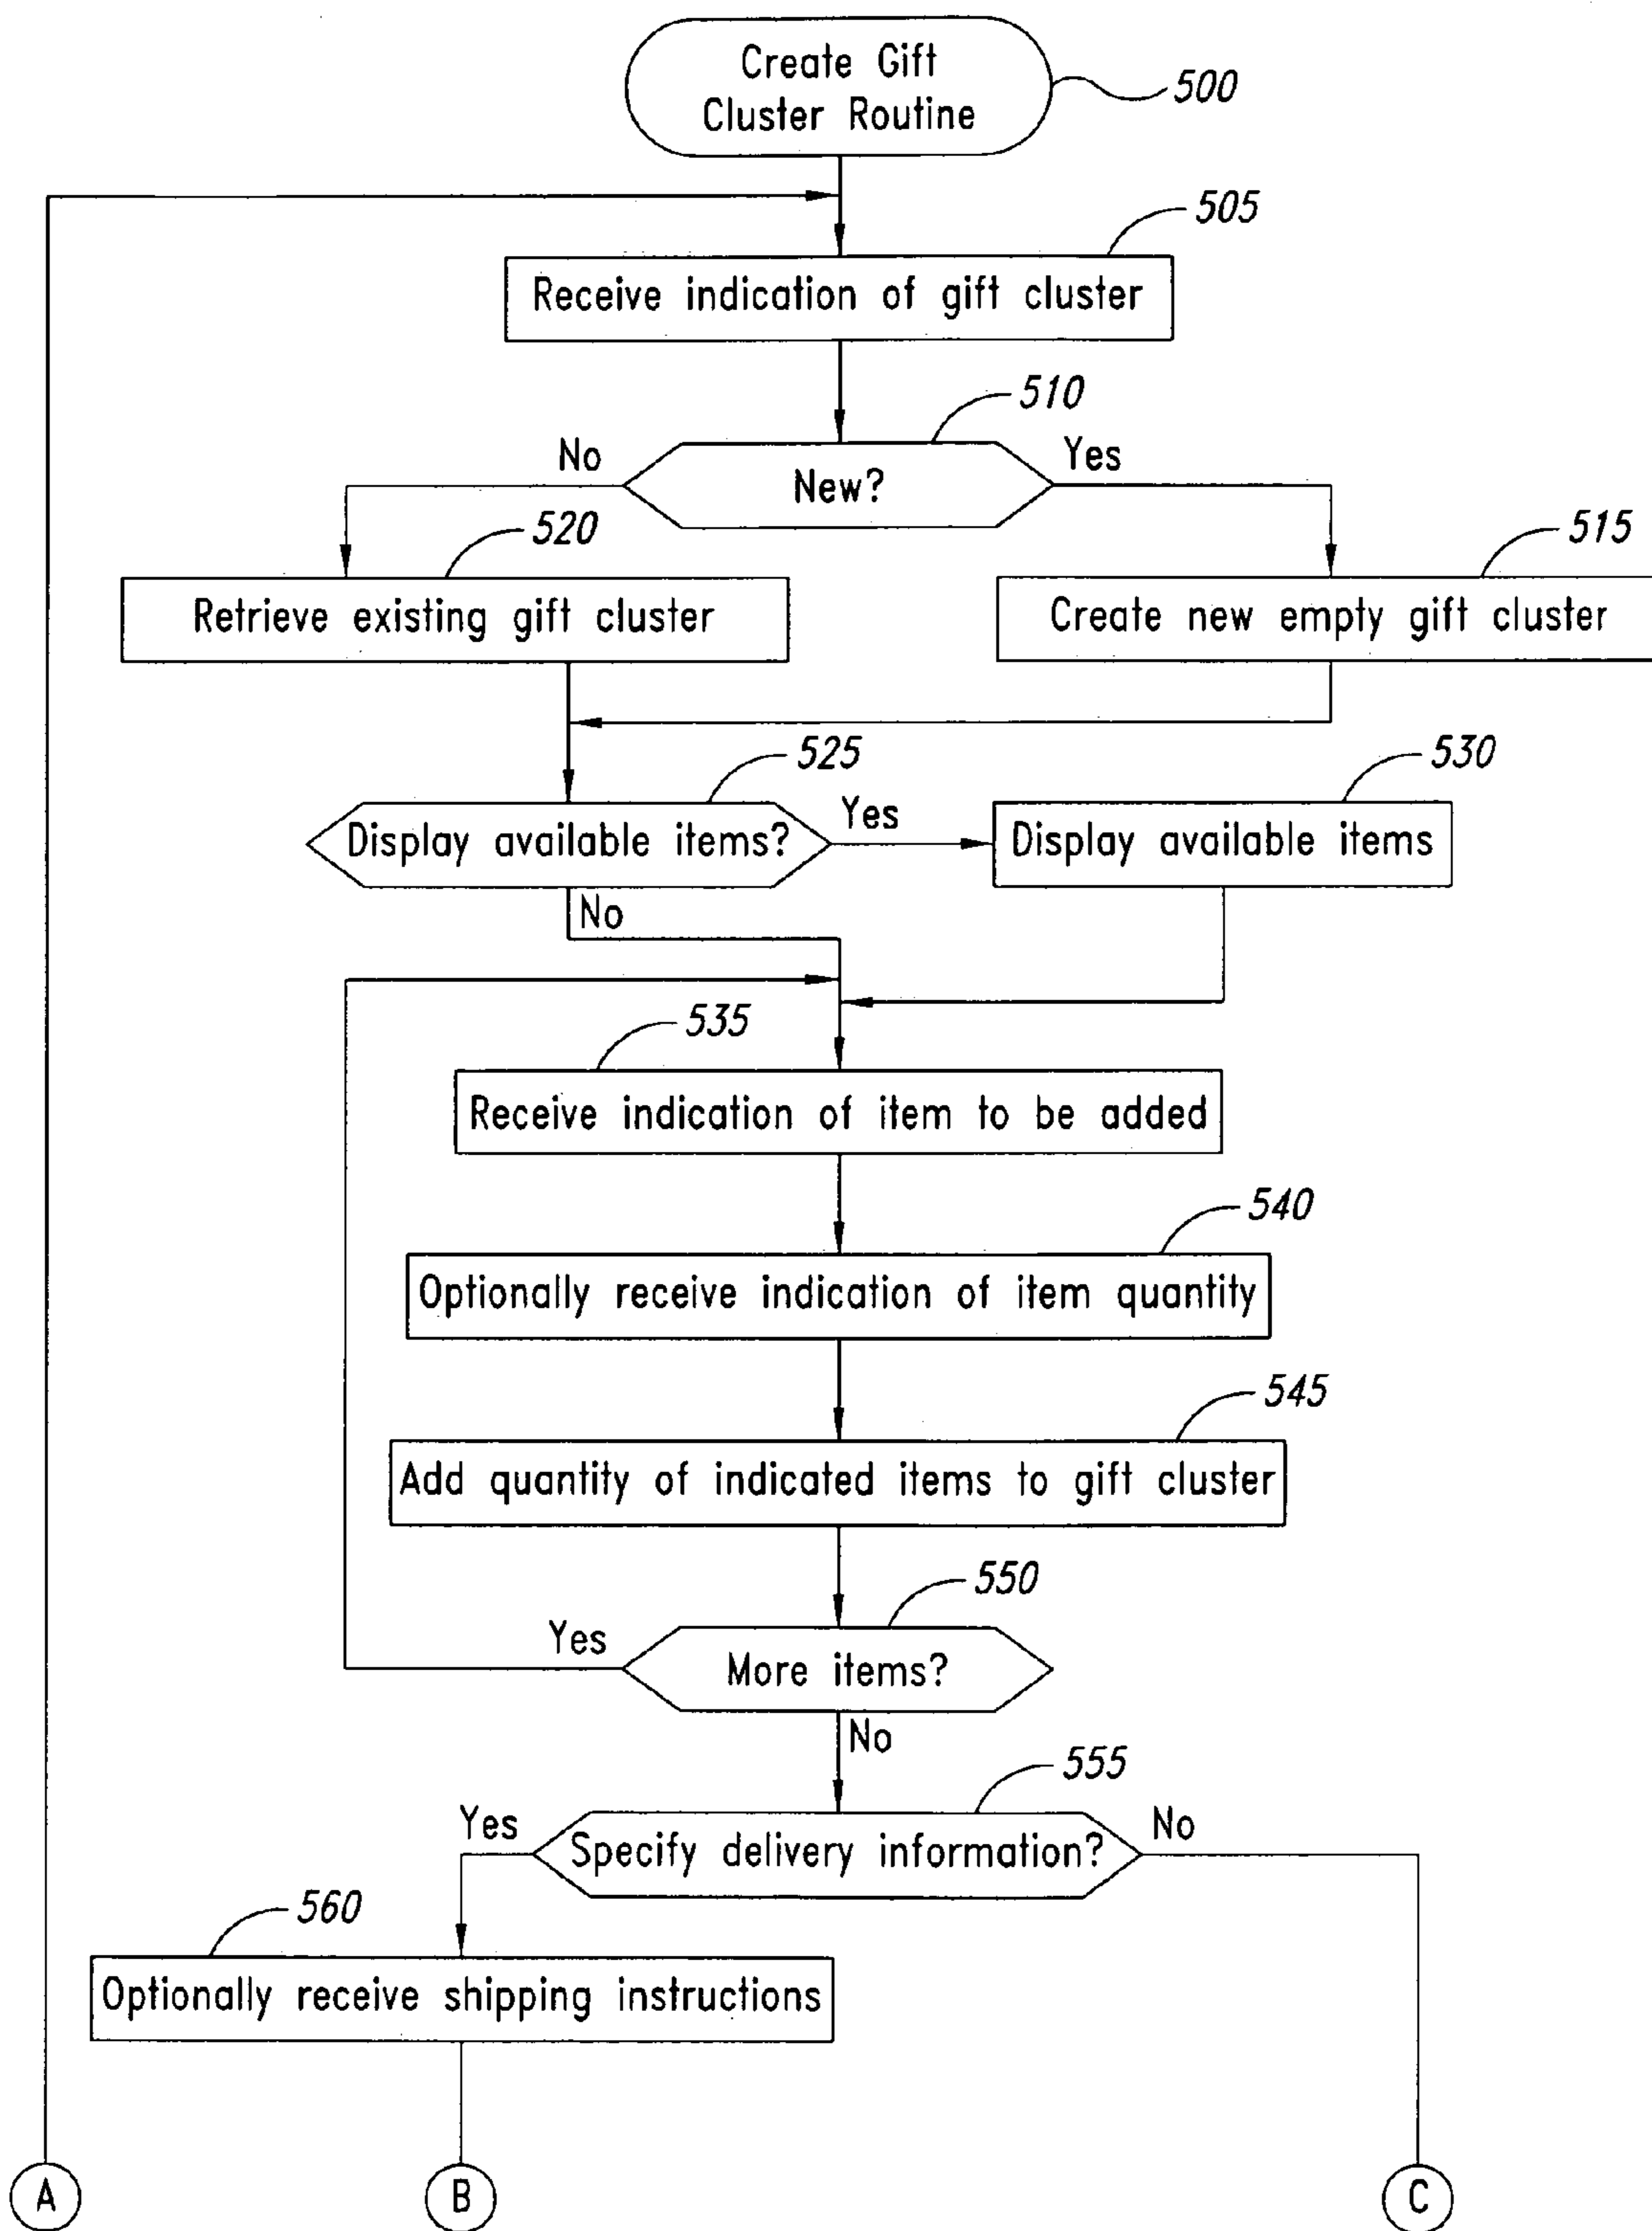 Create Gift
Cluster Routine
500
505
Receive indication of gift cluster
510
No
Yes
New?
520
515
Retrieve existing gift cluster
Create new empty gift cluster
525
530
Display available items?
Yes
Display available items
No
535
Receive indication of item to be added
540
Optionally receive indication of item quantity
545
Add quantity of indicated items to gift cluster
550
Yes
More items?
No
555
Yes
Specify delivery information?
No
560
Optionally receive shipping instructions
A
B
C